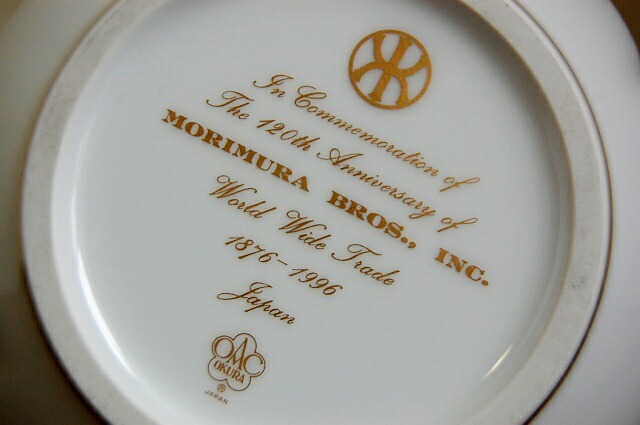 In Commemoration of
The 120th Anniversary of
MORIMURA BROS., INC.
World Wide Trade
1876-1996
Japan
OAC
OKURA
®
JAPAN